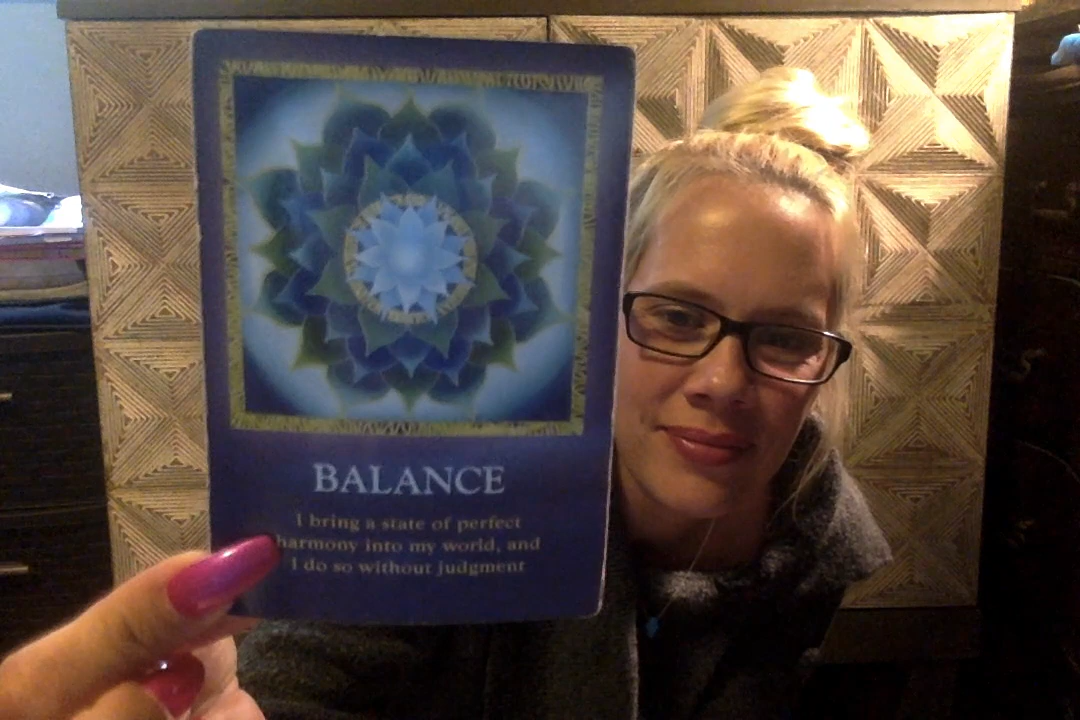 BALANCE
I bring a state of perfect
harmony into my world, and
I do so without judgment